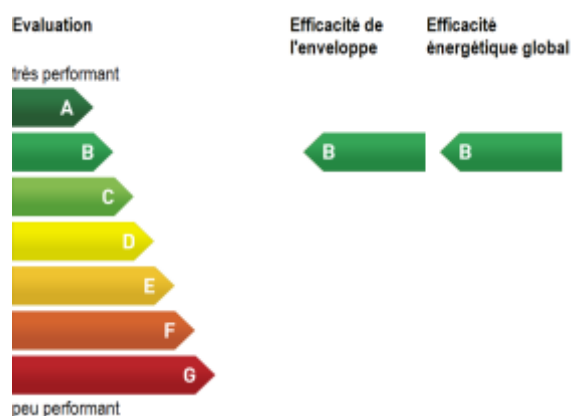 Evaluation
Efficacité de l'enveloppe
Efficacité énergétique global
très performant
A
B
B
B
C
D
E
F
G
peu performant